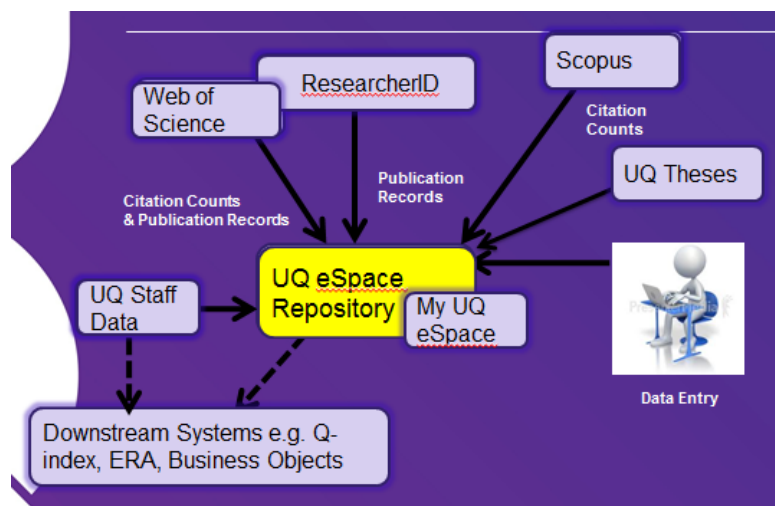 Scopus
ResearcherID
Web of
Science
Citation
Counts
Publication
Records
UQ Theses
Citation Counts
& Publication Records
UQ eSpace
Repository
My UQ
eSpace
UQ Staff
Data
Data Entry
Downstream Systems e.g. Q-
index, ERA, Business Objects